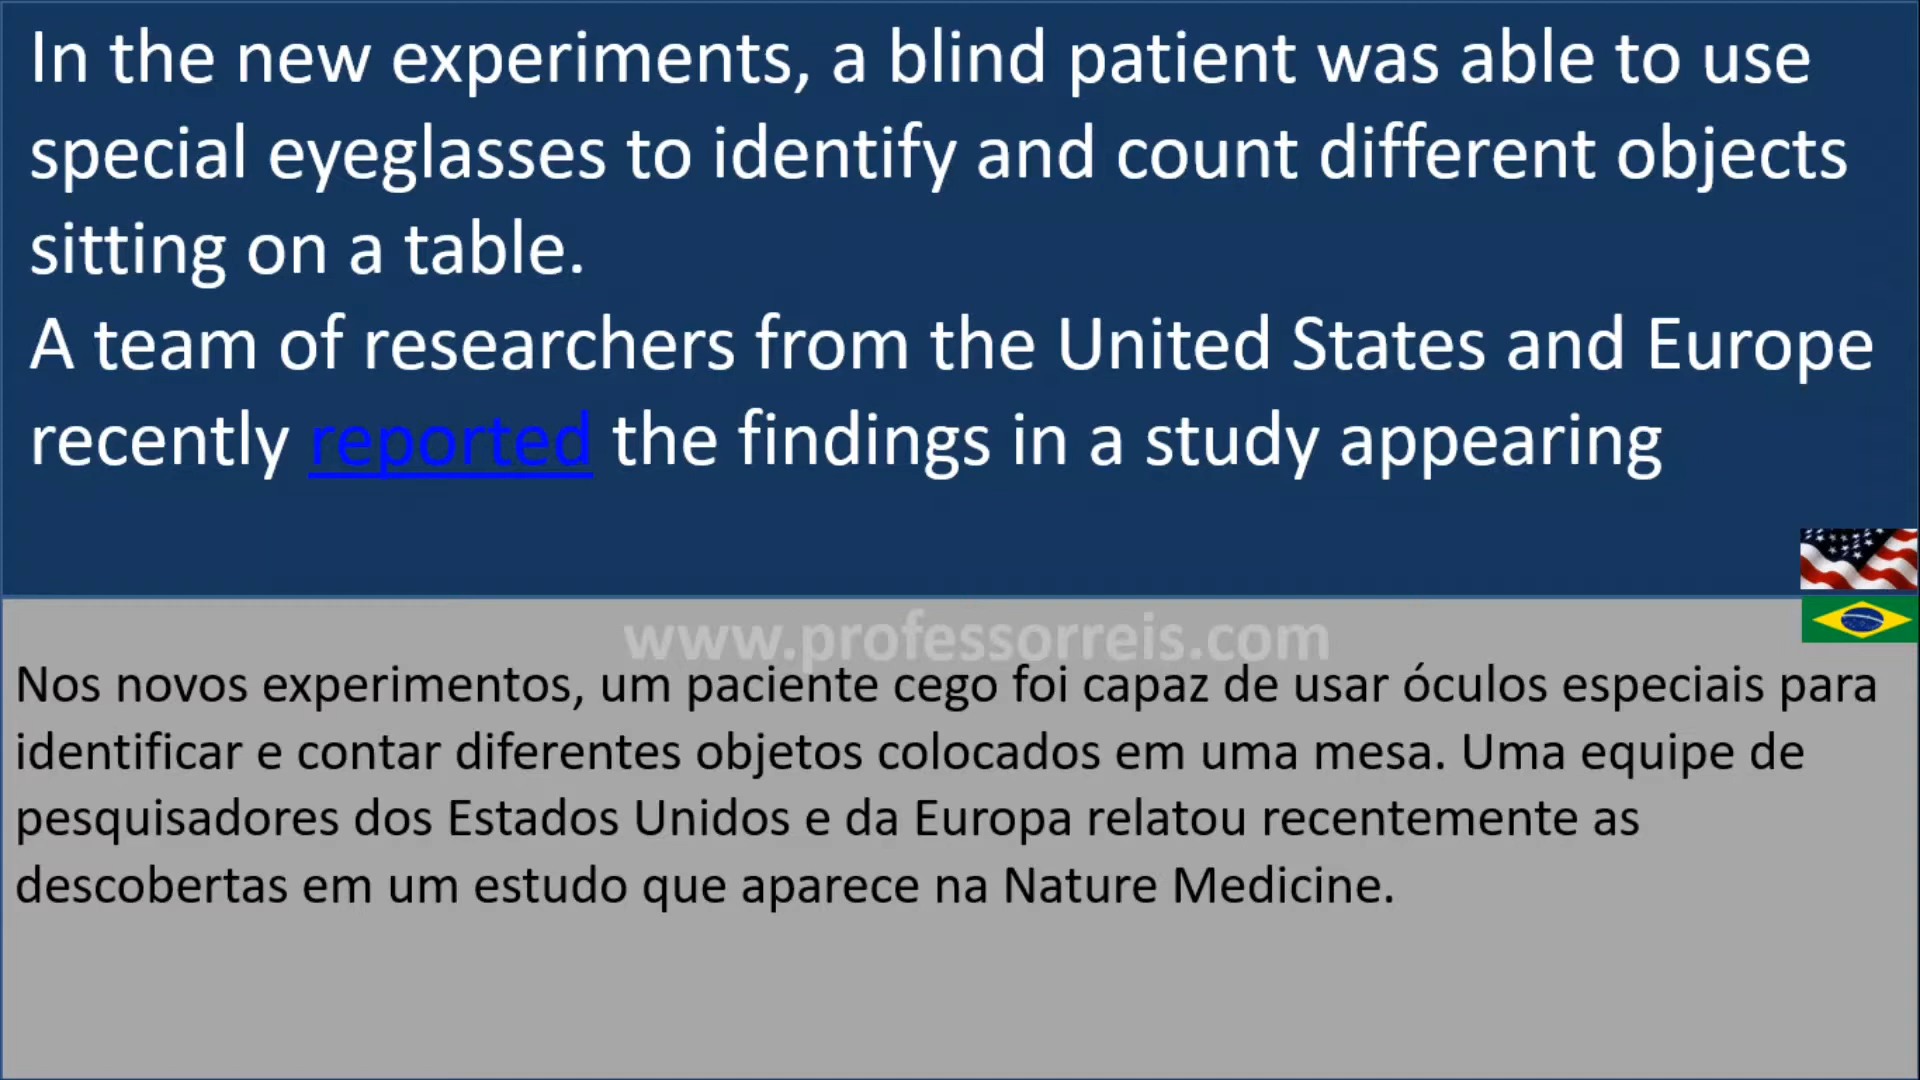 In the new experiments, a blind patient was able to use
special eyeglasses to identify and count different objects
sitting on a table.
A team of researchers from the United States and Europe
recently reported the findings in a study appearing
www.professorreis.com
Nos novos experimentos, um paciente cego foi capaz de usar óculos especiais para
identificar e contar diferentes objetos colocados em uma mesa. Uma equipe de
pesquisadores dos Estados Unidos e da Europa relatou recentemente as
descobertas em um estudo que aparece na Nature Medicine.